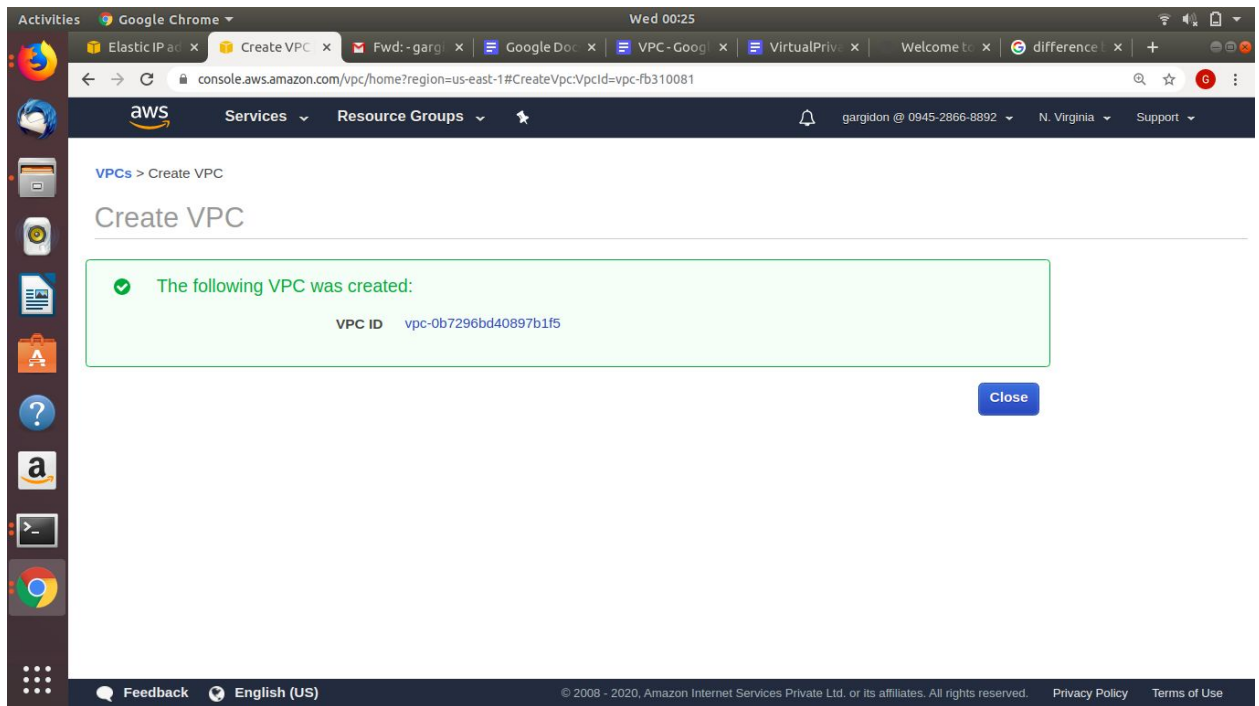 Activities Google Chrome Wed 00:25
Elastic IP ad Create VPC Fwd: - gargi Google Doc VPC - Googl VirtualPriva Welcome to difference b
console.aws.amazon.com/vpc/home?region=us-east-1#CreateVpc:VpcId=vpc-fb310081 G
aws Services Resource Groups gargidon @ 0945-2866-8892 N. Virginia Support
VPCs > Create VPC
Create VPC
The following VPC was created:
VPC ID vpc-0b7296bd40897b1f5
Close
a
Feedback English (US) © 2008 - 2020, Amazon Internet Services Private Ltd. or its affiliates. All rights reserved. Privacy Policy Terms of Use